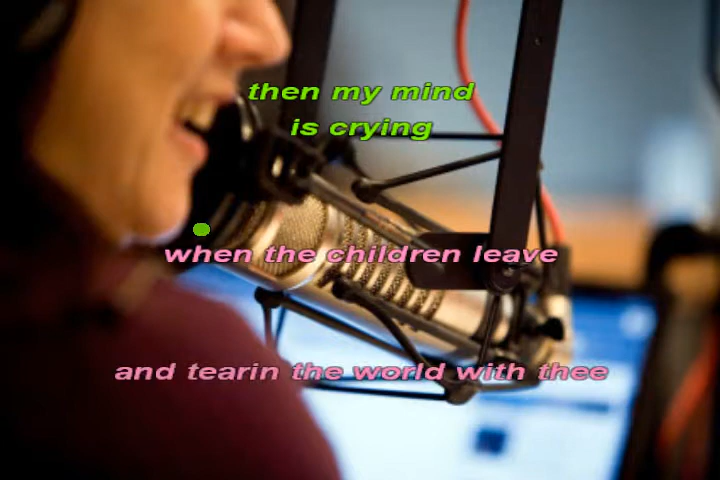 then my mind
is crying
when the children leave
and tearin the world with thee